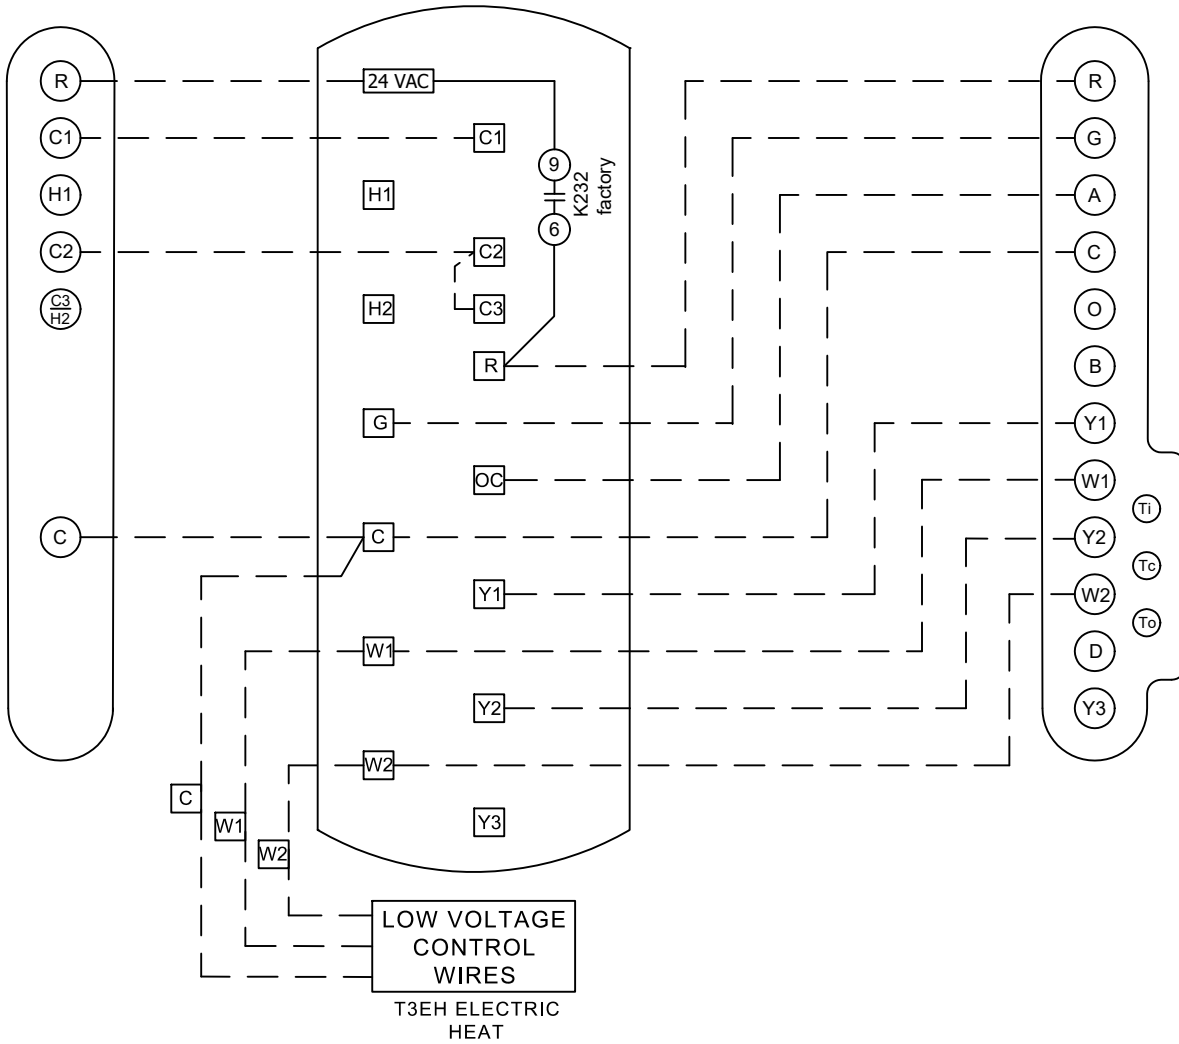 R
C1
H1
C2
C3
H2
C
24 VAC
C1
H1
C2
H2
C3
R
G
OC
C
Y1
W1
Y2
W2
Y3
9
6
K232
factory
R
G
A
C
O
B
Y1
W1
Y2
W2
D
Y3
Ti
Tc
To
C
W1
W2
LOW VOLTAGE
CONTROL
WIRES
T3EH ELECTRIC
HEAT